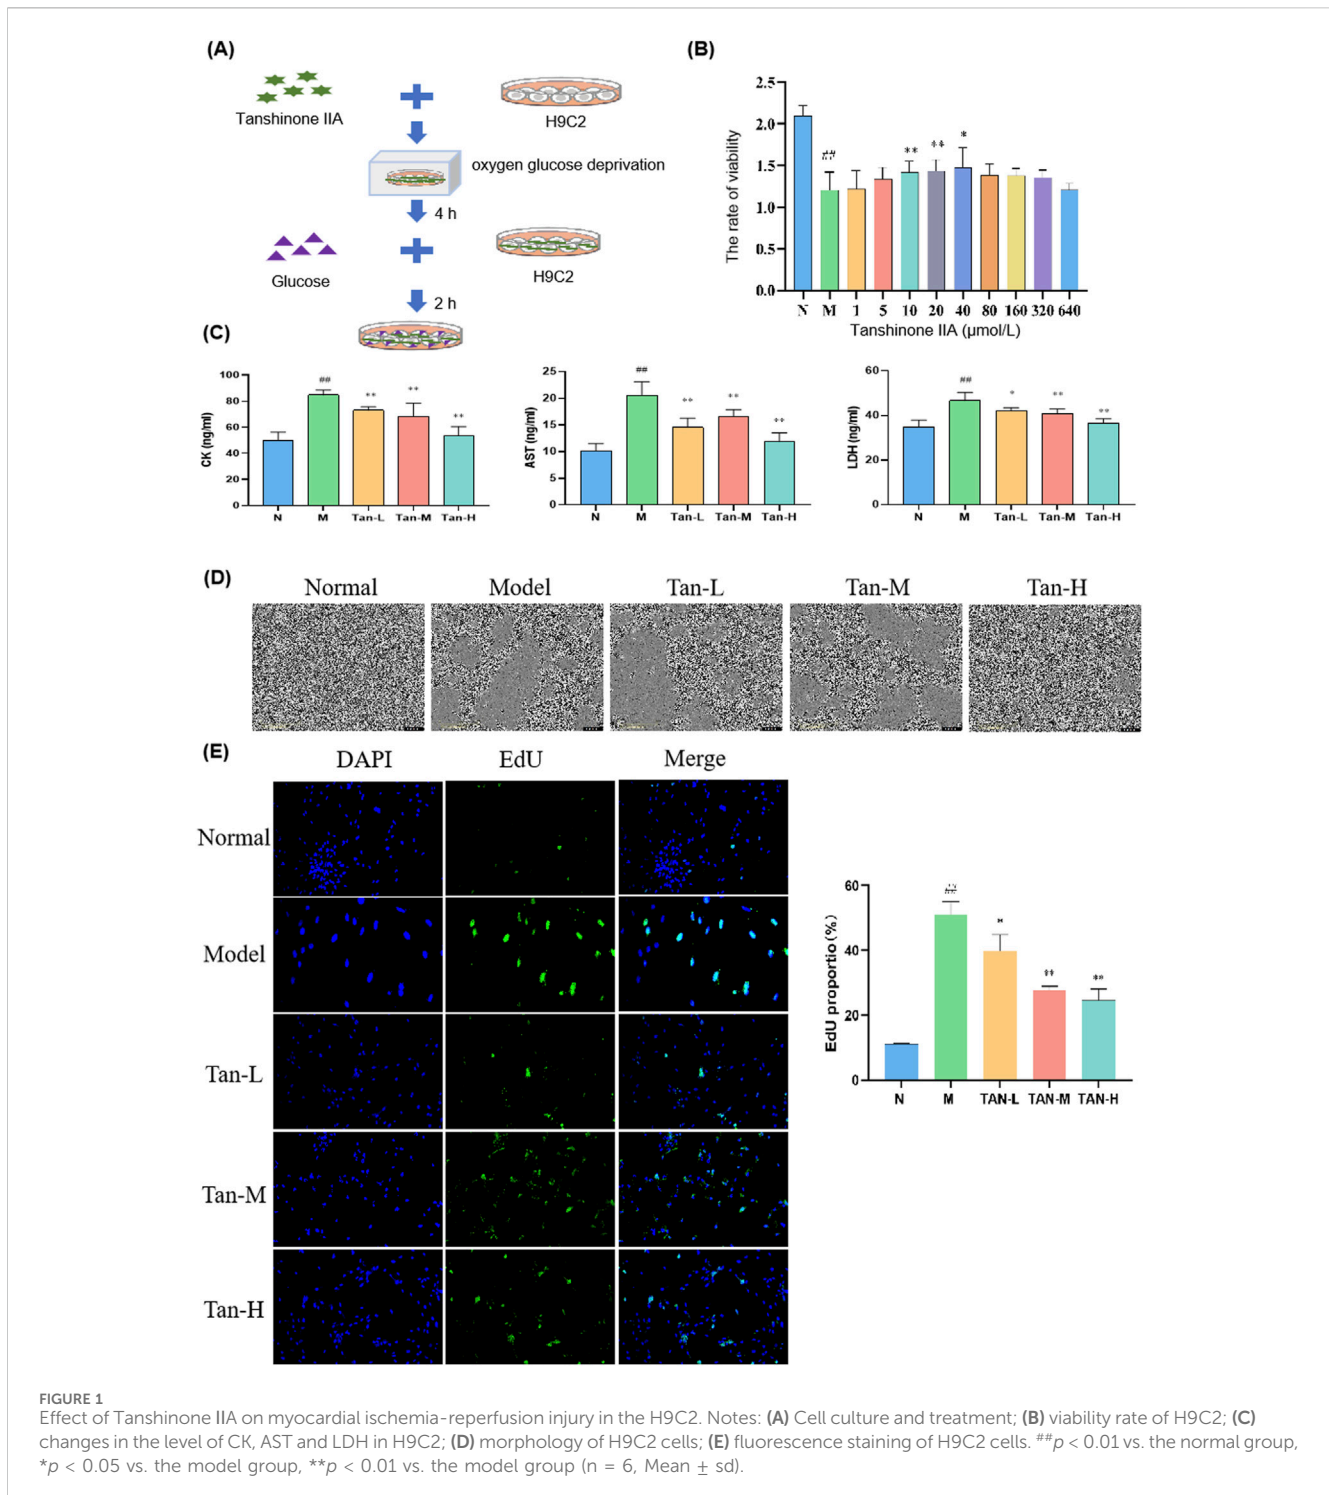 (A)
Tanshinone IIA
H9C2
oxygen glucose deprivation
4 h
Glucose
H9C2
2 h
(B)
The rate of viability
2.5
2.0
1.5
1.0
0.5
0.0
##
**
**
*
N M 1 5 10 20 40 80 160 320 640
Tanshinone IIA (μmol/L)
(C)
CK (ng/ml)
100
80
60
40
20
0
##
**
**
**
N M Tan-L Tan-M Tan-H
AST (ng/ml)
25
20
15
10
5
0
##
**
**
**
N M Tan-L Tan-M Tan-H
LDH (ng/ml)
60
40
20
0
##
*
**
**
N M Tan-L Tan-M Tan-H
(D)
Normal Model Tan-L Tan-M Tan-H
(E)
DAPI EdU Merge
Normal
Model
Tan-L
Tan-M
Tan-H
EdU proportio(%)
60
40
20
0
##
*
**
**
N M TAN-L TAN-M TAN-H
FIGURE 1
Effect of Tanshinone IIA on myocardial ischemia-reperfusion injury in the H9C2. Notes: (A) Cell culture and treatment; (B) viability rate of H9C2; (C)
changes in the level of CK, AST and LDH in H9C2; (D) morphology of H9C2 cells; (E) fluorescence staining of H9C2 cells. ##p < 0.01 vs. the normal group,
*p < 0.05 vs. the model group, **p < 0.01 vs. the model group (n = 6, Mean ± sd).